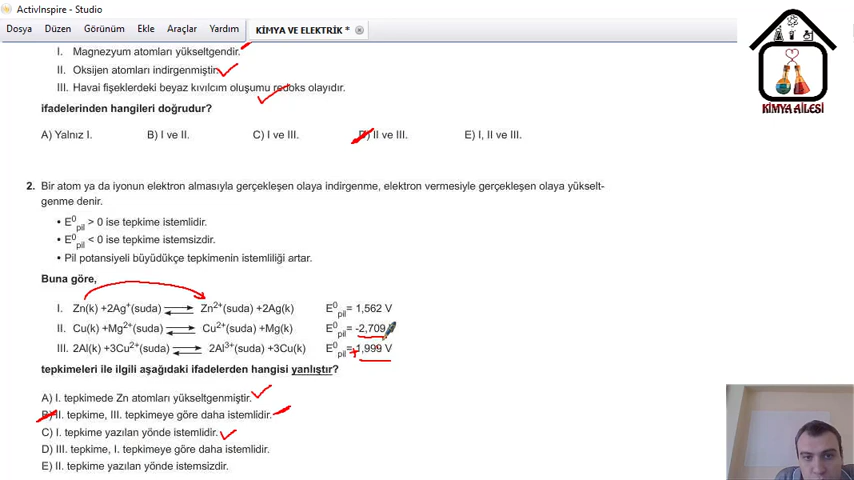 ActivInspire - Studio
Dosya Düzen Görünüm Ekle Araçlar Yardım KİMYA VE ELEKTRİK *
I. Magnezyum atomları yükseltgendir.
II. Oksijen atomları indirgenmiştir.
III. Havai fişeklerdeki beyaz kıvılcım oluşumu redoks olayıdır.
ifadelerinden hangileri doğrudur?
A) Yalnız I. B) I ve II. C) I ve III. D) II ve III. E) I, II ve III.
KİMYA AİLESİ
2. Bir atom ya da iyonun elektron almasıyla gerçekleşen olaya indirgenme, elektron vermesiyle gerçekleşen olaya yükselt-
genme denir.
• E⁰pil > 0 ise tepkime istemlidir.
• E⁰pil < 0 ise tepkime istemsizdir.
• Pil potansiyeli büyüdükçe tepkimenin istemliliği artar.
Buna göre,
I. Zn(k) +2Ag⁺(suda) ⇌ Zn²⁺(suda) +2Ag(k) E⁰pil= 1,562 V
II. Cu(k) +Mg²⁺(suda) ⇌ Cu²⁺(suda) +Mg(k) E⁰pil= -2,709
III. 2Al(k) +3Cu²⁺(suda) ⇌ 2Al³⁺(suda) +3Cu(k) E⁰pil=+1,999 V
tepkimeleri ile ilgili aşağıdaki ifadelerden hangisi yanlıştır?
A) I. tepkimede Zn atomları yükseltgenmiştir.
B) II. tepkime, III. tepkimeye göre daha istemlidir.
C) I. tepkime yazılan yönde istemlidir.
D) III. tepkime, I. tepkimeye göre daha istemlidir.
E) II. tepkime yazılan yönde istemsizdir.